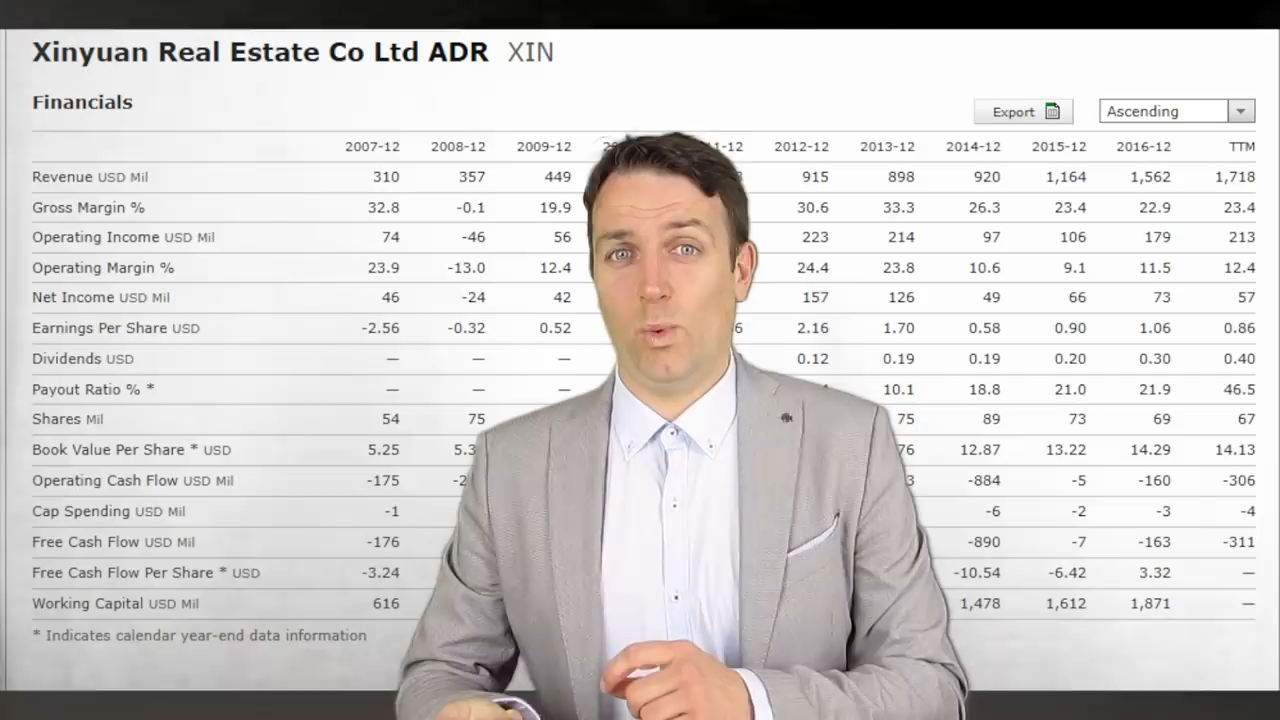 Xinyuan Real Estate Co Ltd ADR XIN
Financials
Export Ascending
2007-12 2008-12 2009-12 2012-12 2013-12 2014-12 2015-12 2016-12 TTM
Revenue USD Mil 310 357 449 915 898 920 1,164 1,562 1,718
Gross Margin % 32.8 -0.1 19.9 30.6 33.3 26.3 23.4 22.9 23.4
Operating Income USD Mil 74 -46 56 223 214 97 106 179 213
Operating Margin % 23.9 -13.0 12.4 24.4 23.8 10.6 9.1 11.5 12.4
Net Income USD Mil 46 -24 42 157 126 49 66 73 57
Earnings Per Share USD -2.56 -0.32 0.52 2.16 1.70 0.58 0.90 1.06 0.86
Dividends USD — — — 0.12 0.19 0.19 0.20 0.30 0.40
Payout Ratio % * — — — 10.1 18.8 21.0 21.9 46.5
Shares Mil 54 75 75 89 73 69 67
Book Value Per Share * USD 5.25 12.87 13.22 14.29 14.13
Operating Cash Flow USD Mil -175 -884 -5 -160 -306
Cap Spending USD Mil -1 -6 -2 -3 -4
Free Cash Flow USD Mil -176 -890 -7 -163 -311
Free Cash Flow Per Share * USD -3.24 -10.54 -6.42 3.32 —
Working Capital USD Mil 616 1,478 1,612 1,871 —
* Indicates calendar year-end data information